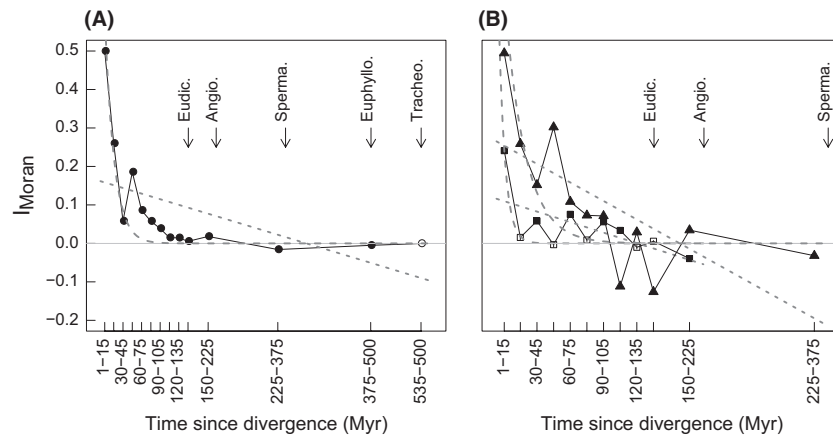 (A)
(B)
I Moran
0.5
0.4
0.3
0.2
0.1
0.0
−0.1
−0.2
Eudic.
Angio.
Sperma.
Euphyllo.
Tracheo.
Eudic.
Angio.
Sperma.
1−15
30−45
60−75
90−105
120−135
150−225
225−375
375−500
535−500
1−15
30−45
60−75
90−105
120−135
150−225
225−375
Time since divergence (Myr)
Time since divergence (Myr)